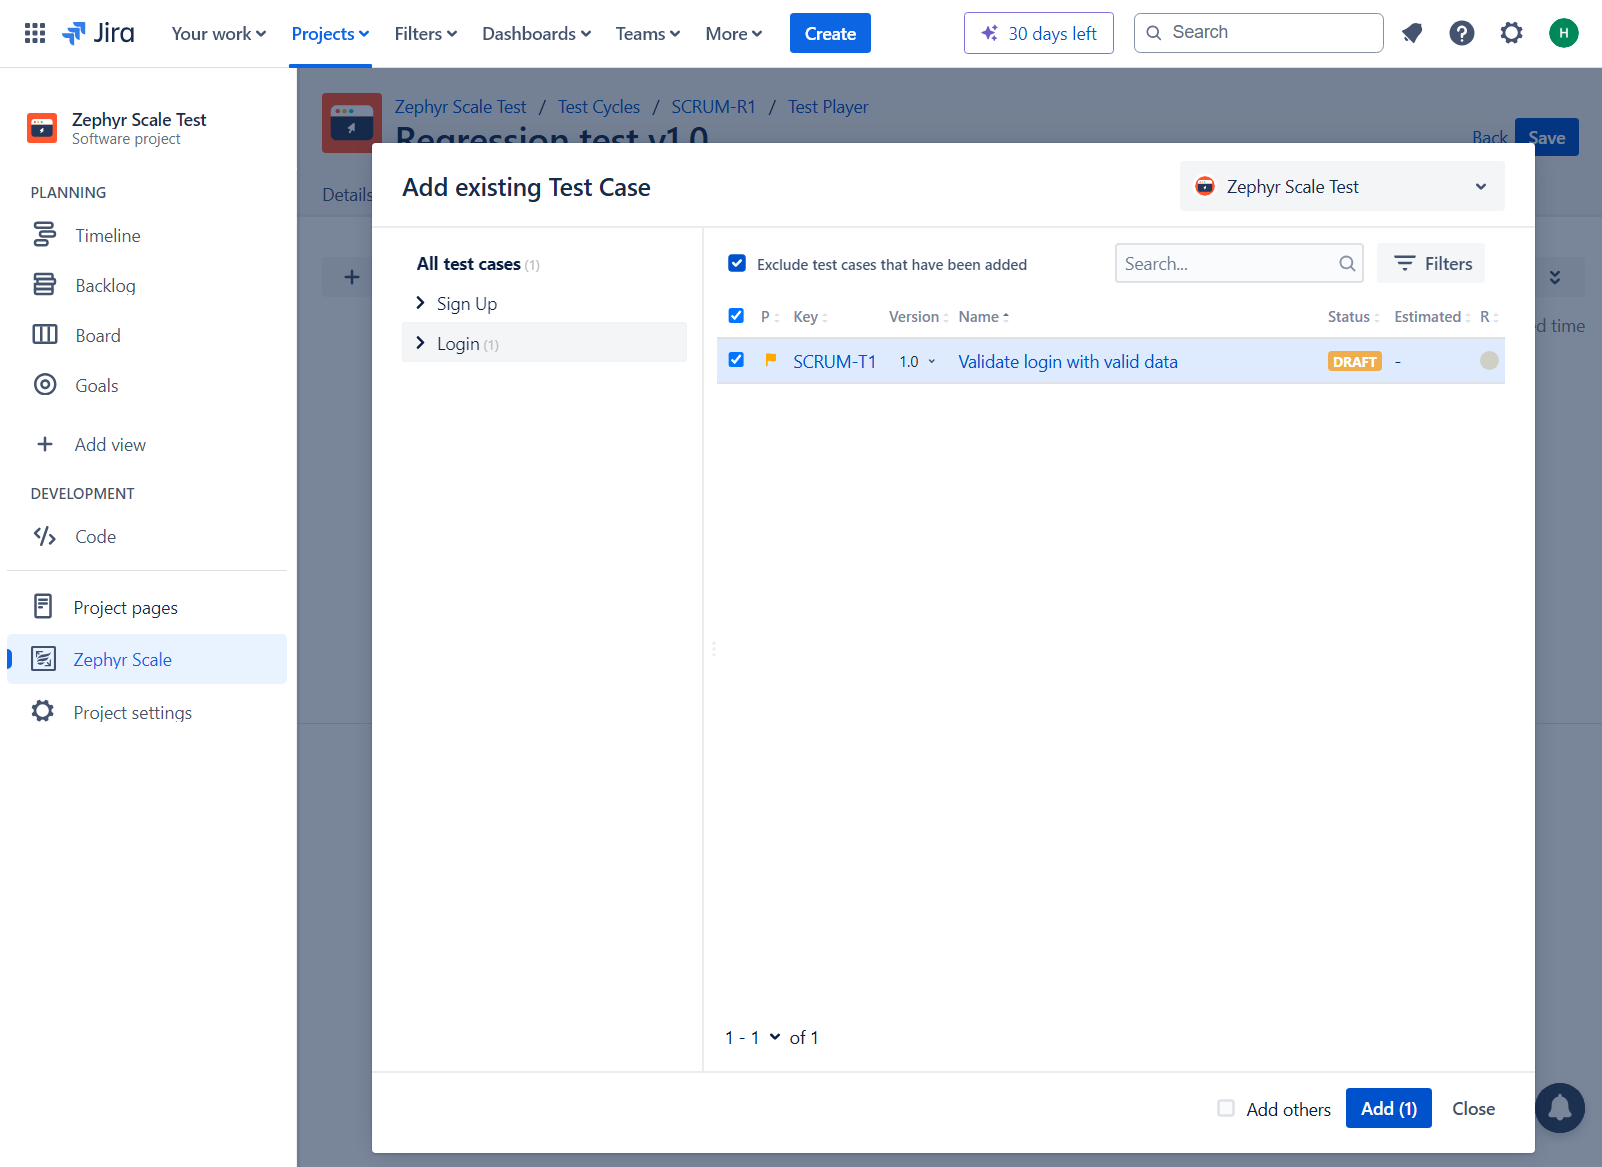 Jira
Your work
Projects
Filters
Dashboards
Teams
More
Create
30 days left
Search
H
Zephyr Scale Test
Software project
PLANNING
Timeline
Backlog
Board
Goals
Add view
DEVELOPMENT
Code
Project pages
Zephyr Scale
Project settings
Zephyr Scale Test / Test Cycles / SCRUM-R1 / Test Player
Regression test v1.0
Back
Save
Details
Add existing Test Case
Zephyr Scale Test
All test cases (1)
Sign Up
Login (1)
Exclude test cases that have been added
Search...
Filters
P Key Version Name Status Estimated R
SCRUM-T1 1.0 Validate login with valid data DRAFT -
time
1 - 1 of 1
Add others
Add (1)
Close